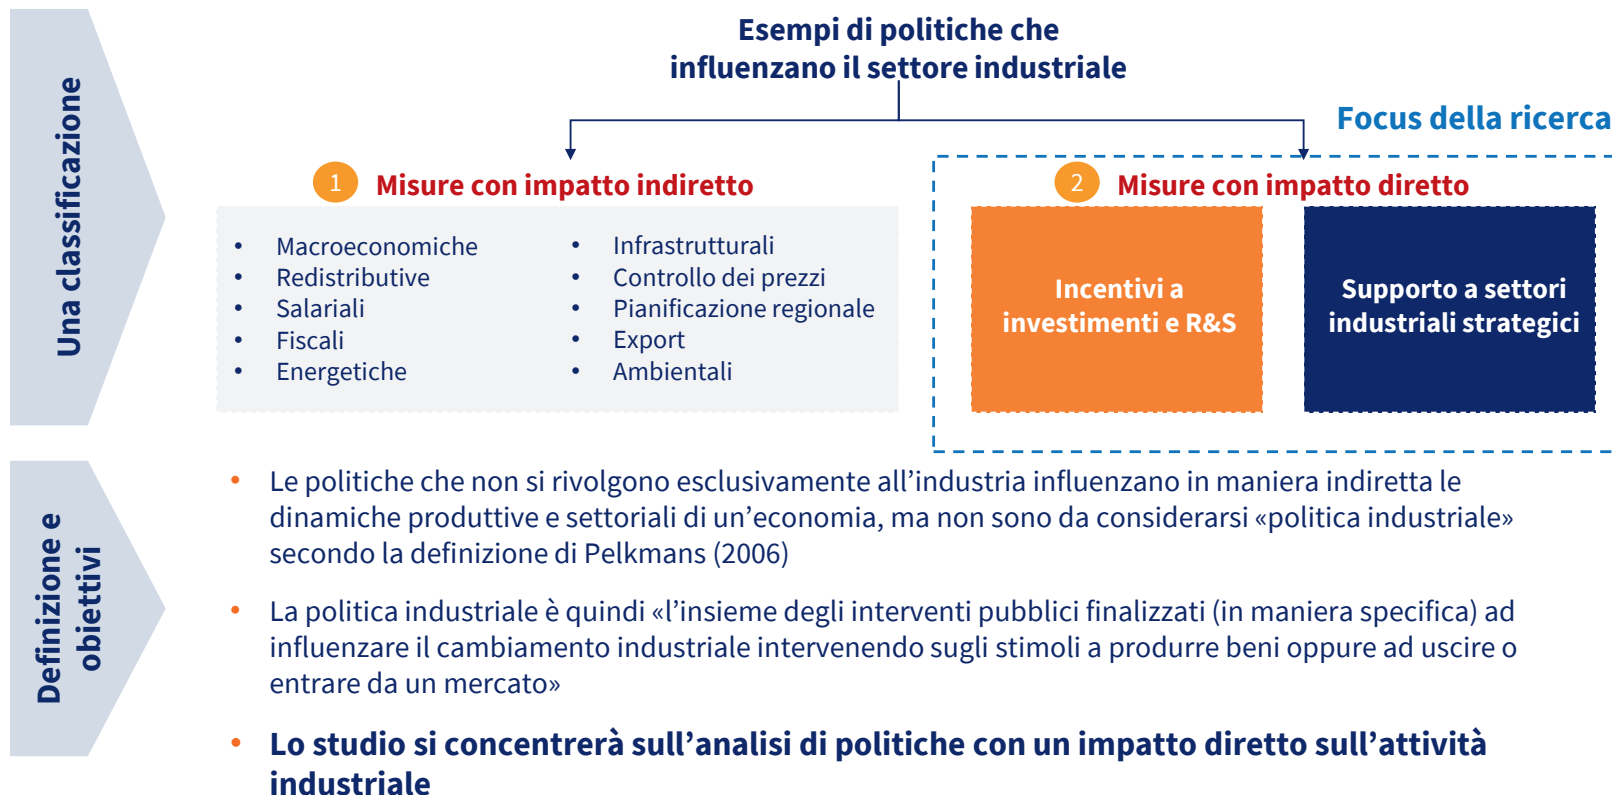 Una classificazione
Esempi di politiche che
influenzano il settore industriale
Focus della ricerca
1 Misure con impatto indiretto
• Macroeconomiche
• Redistributive
• Salariali
• Fiscali
• Energetiche
• Infrastrutturali
• Controllo dei prezzi
• Pianificazione regionale
• Export
• Ambientali
2 Misure con impatto diretto
Incentivi a
investimenti e R&S
Supporto a settori
industriali strategici
Definizione e
obiettivi
• Le politiche che non si rivolgono esclusivamente all’industria influenzano in maniera indiretta le
dinamiche produttive e settoriali di un’economia, ma non sono da considerarsi «politica industriale»
secondo la definizione di Pelkmans (2006)
• La politica industriale è quindi «l’insieme degli interventi pubblici finalizzati (in maniera specifica) ad
influenzare il cambiamento industriale intervenendo sugli stimoli a produrre beni oppure ad uscire o
entrare da un mercato»
• Lo studio si concentrerà sull’analisi di politiche con un impatto diretto sull’attività
industriale